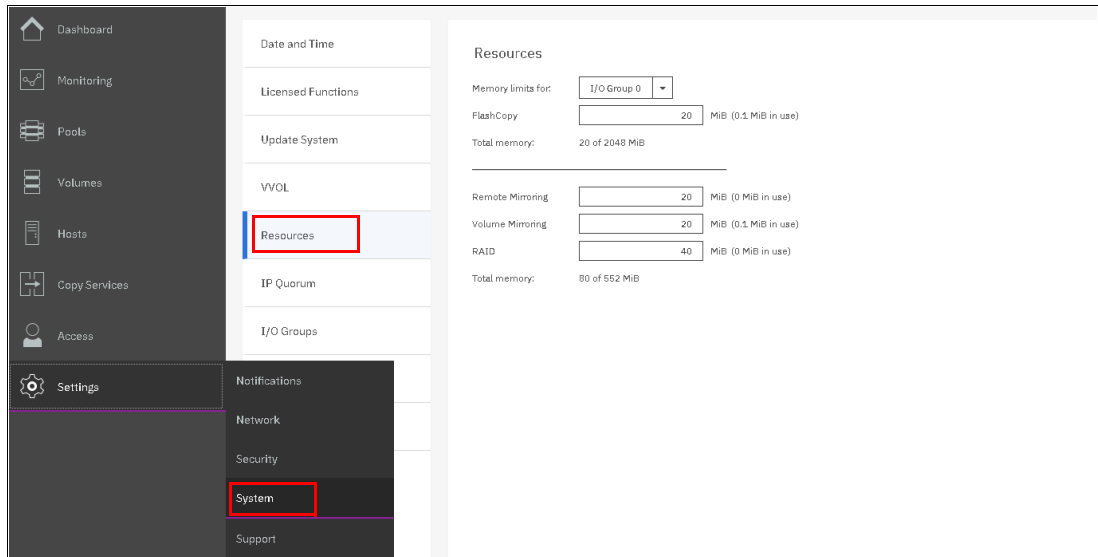 Dashboard
Monitoring
Pools
Volumes
Hosts
Copy Services
Access
Settings
Notifications
Network
Security
System
Support
Date and Time
Licensed Functions
Update System
VVOL
Resources
IP Quorum
I/O Groups
Resources
Memory limits for: I/O Group 0
FlashCopy 20 MiB (0.1 MiB in use)
Total memory: 20 of 2048 MiB
Remote Mirroring 20 MiB (0 MiB in use)
Volume Mirroring 20 MiB (0.1 MiB in use)
RAID 40 MiB (0 MiB in use)
Total memory: 80 of 552 MiB